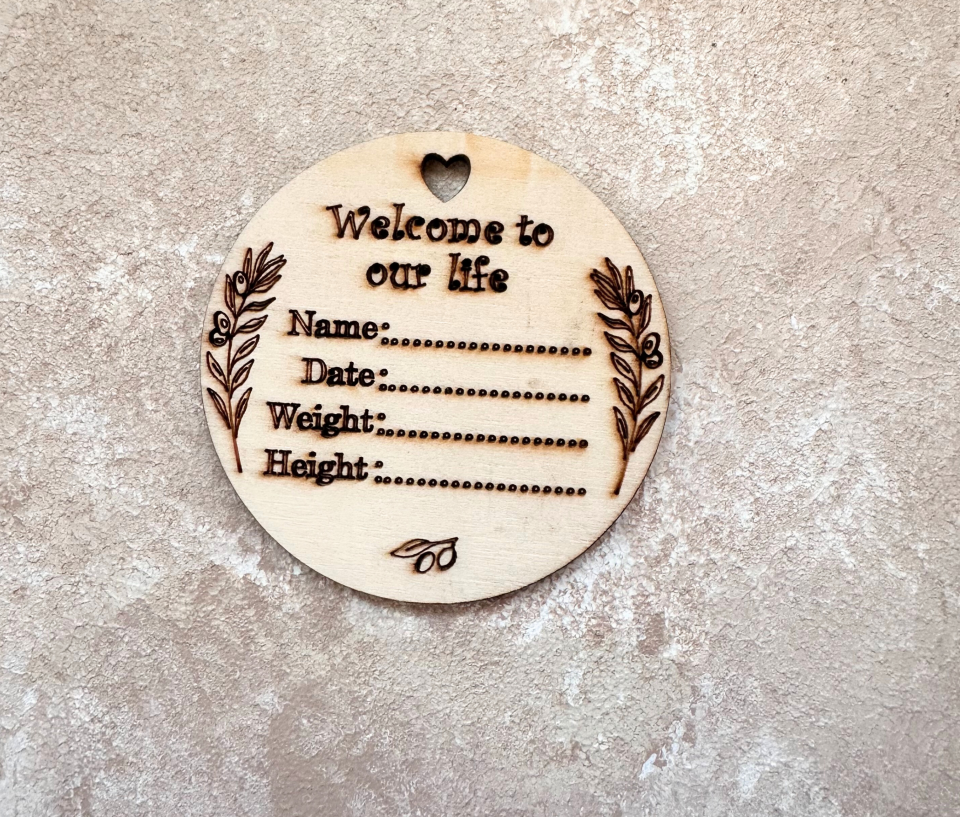 Welcome to
our life
Name:..................
Date:..................
Weight:..................
Height:..................